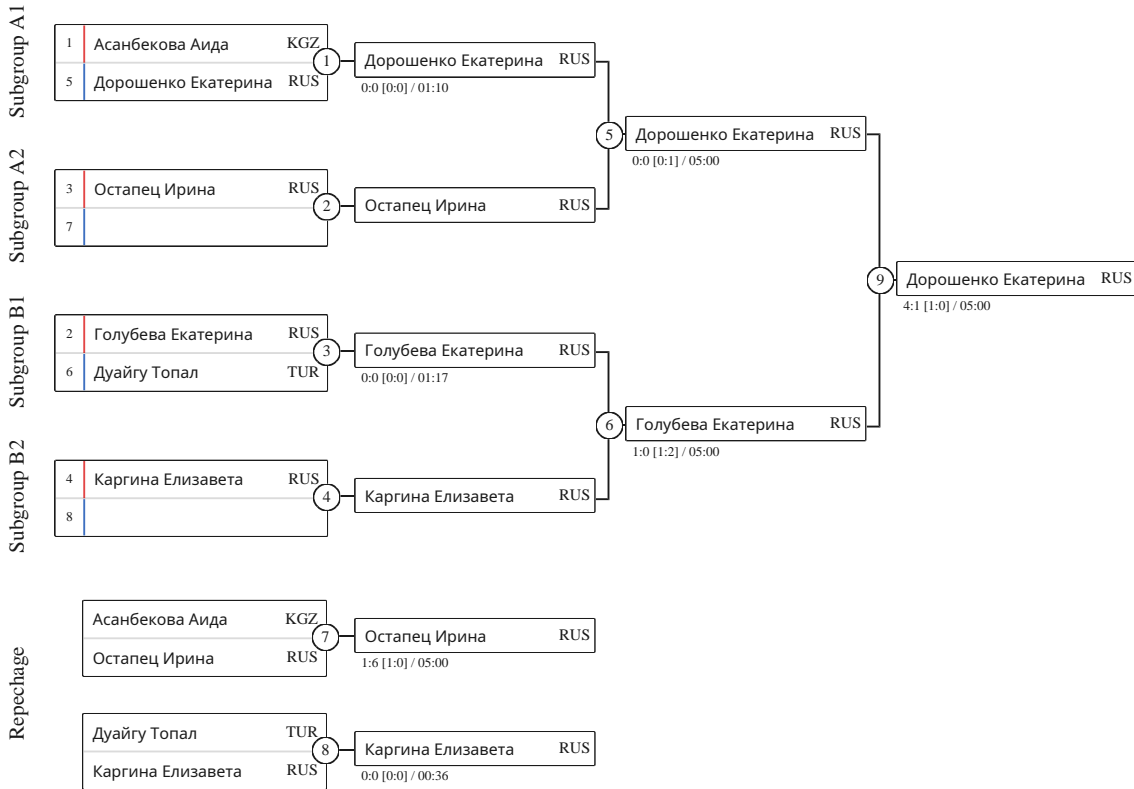 Subgroup A1
1 Асанбекова Аида KGZ
5 Дорошенко Екатерина RUS
1
Дорошенко Екатерина RUS
0:0 [0:0] / 01:10
Subgroup A2
3 Остапец Ирина RUS
7
2
Остапец Ирина RUS
5
Дорошенко Екатерина RUS
0:0 [0:1] / 05:00
Subgroup B1
2 Голубева Екатерина RUS
6 Дуайгу Топал TUR
3
Голубева Екатерина RUS
0:0 [0:0] / 01:17
Subgroup B2
4 Каргина Елизавета RUS
8
4
Каргина Елизавета RUS
6
Голубева Екатерина RUS
1:0 [1:2] / 05:00
9
Дорошенко Екатерина RUS
4:1 [1:0] / 05:00
Repechage
Асанбекова Аида KGZ
Остапец Ирина RUS
7
Остапец Ирина RUS
1:6 [1:0] / 05:00
Дуайгу Топал TUR
Каргина Елизавета RUS
8
Каргина Елизавета RUS
0:0 [0:0] / 00:36